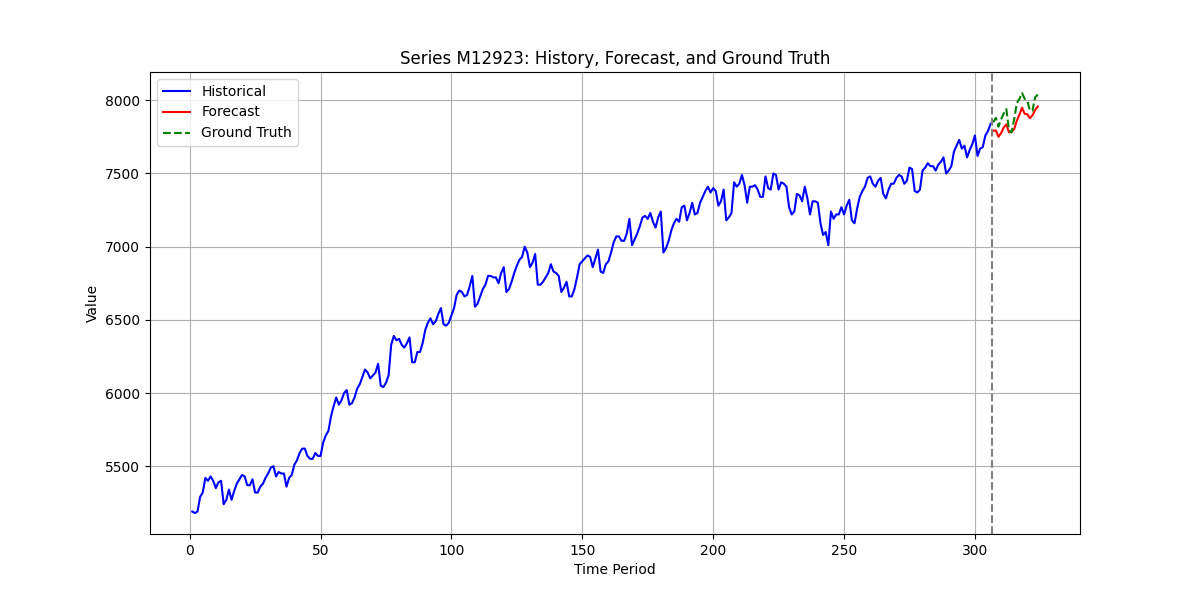 Series M12923: History, Forecast, and Ground Truth
Historical
Forecast
Ground Truth
8000
7500
7000
6500
6000
5500
Value
0 50 100 150 200 250 300
Time Period